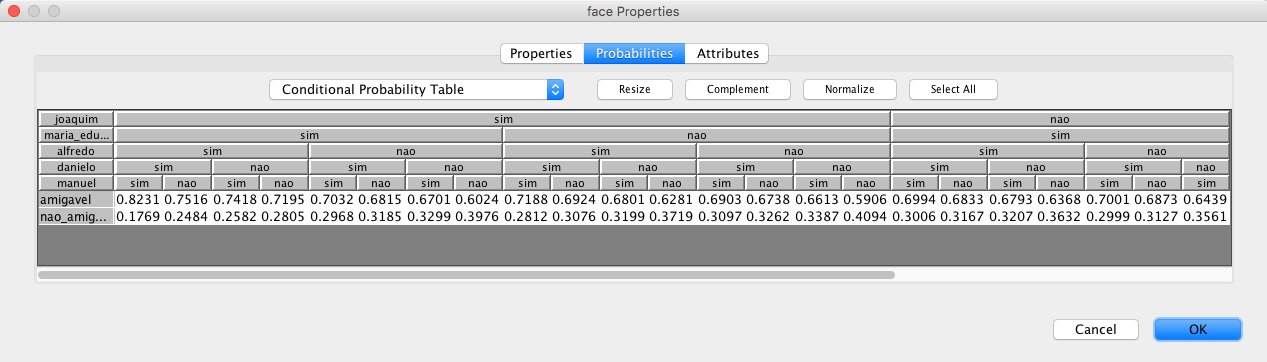 face Properties
Properties Probabilities Attributes
Conditional Probability Table Resize Complement Normalize Select All
joaquim sim nao
maria_edu... sim nao sim
alfredo sim nao sim nao sim nao
danielo sim nao sim nao sim nao sim nao sim nao sim nao
manuel sim nao sim nao sim nao sim nao sim nao sim nao sim nao sim nao sim nao sim nao sim nao sim
amigavel 0.8231 0.7516 0.7418 0.7195 0.7032 0.6815 0.6701 0.6024 0.7188 0.6924 0.6801 0.6281 0.6903 0.6738 0.6613 0.5906 0.6994 0.6833 0.6793 0.6368 0.7001 0.6873 0.6439
nao_amig... 0.1769 0.2484 0.2582 0.2805 0.2968 0.3185 0.3299 0.3976 0.2812 0.3076 0.3199 0.3719 0.3097 0.3262 0.3387 0.4094 0.3006 0.3167 0.3207 0.3632 0.2999 0.3127 0.3561
Cancel OK